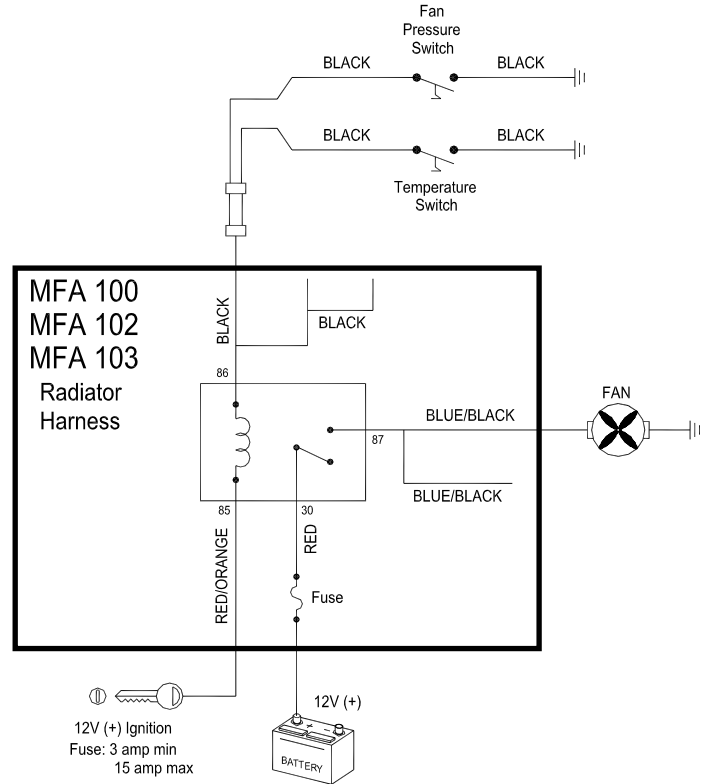 Fan
Pressure
Switch
BLACK
BLACK
BLACK
BLACK
Temperature
Switch
MFA 100
MFA 102
MFA 103
Radiator
Harness
BLACK
BLACK
86
87
BLUE/BLACK
FAN
BLUE/BLACK
85
30
RED/ORANGE
RED
Fuse
12V (+) Ignition
Fuse: 3 amp min
15 amp max
12V (+)
+ -
BATTERY